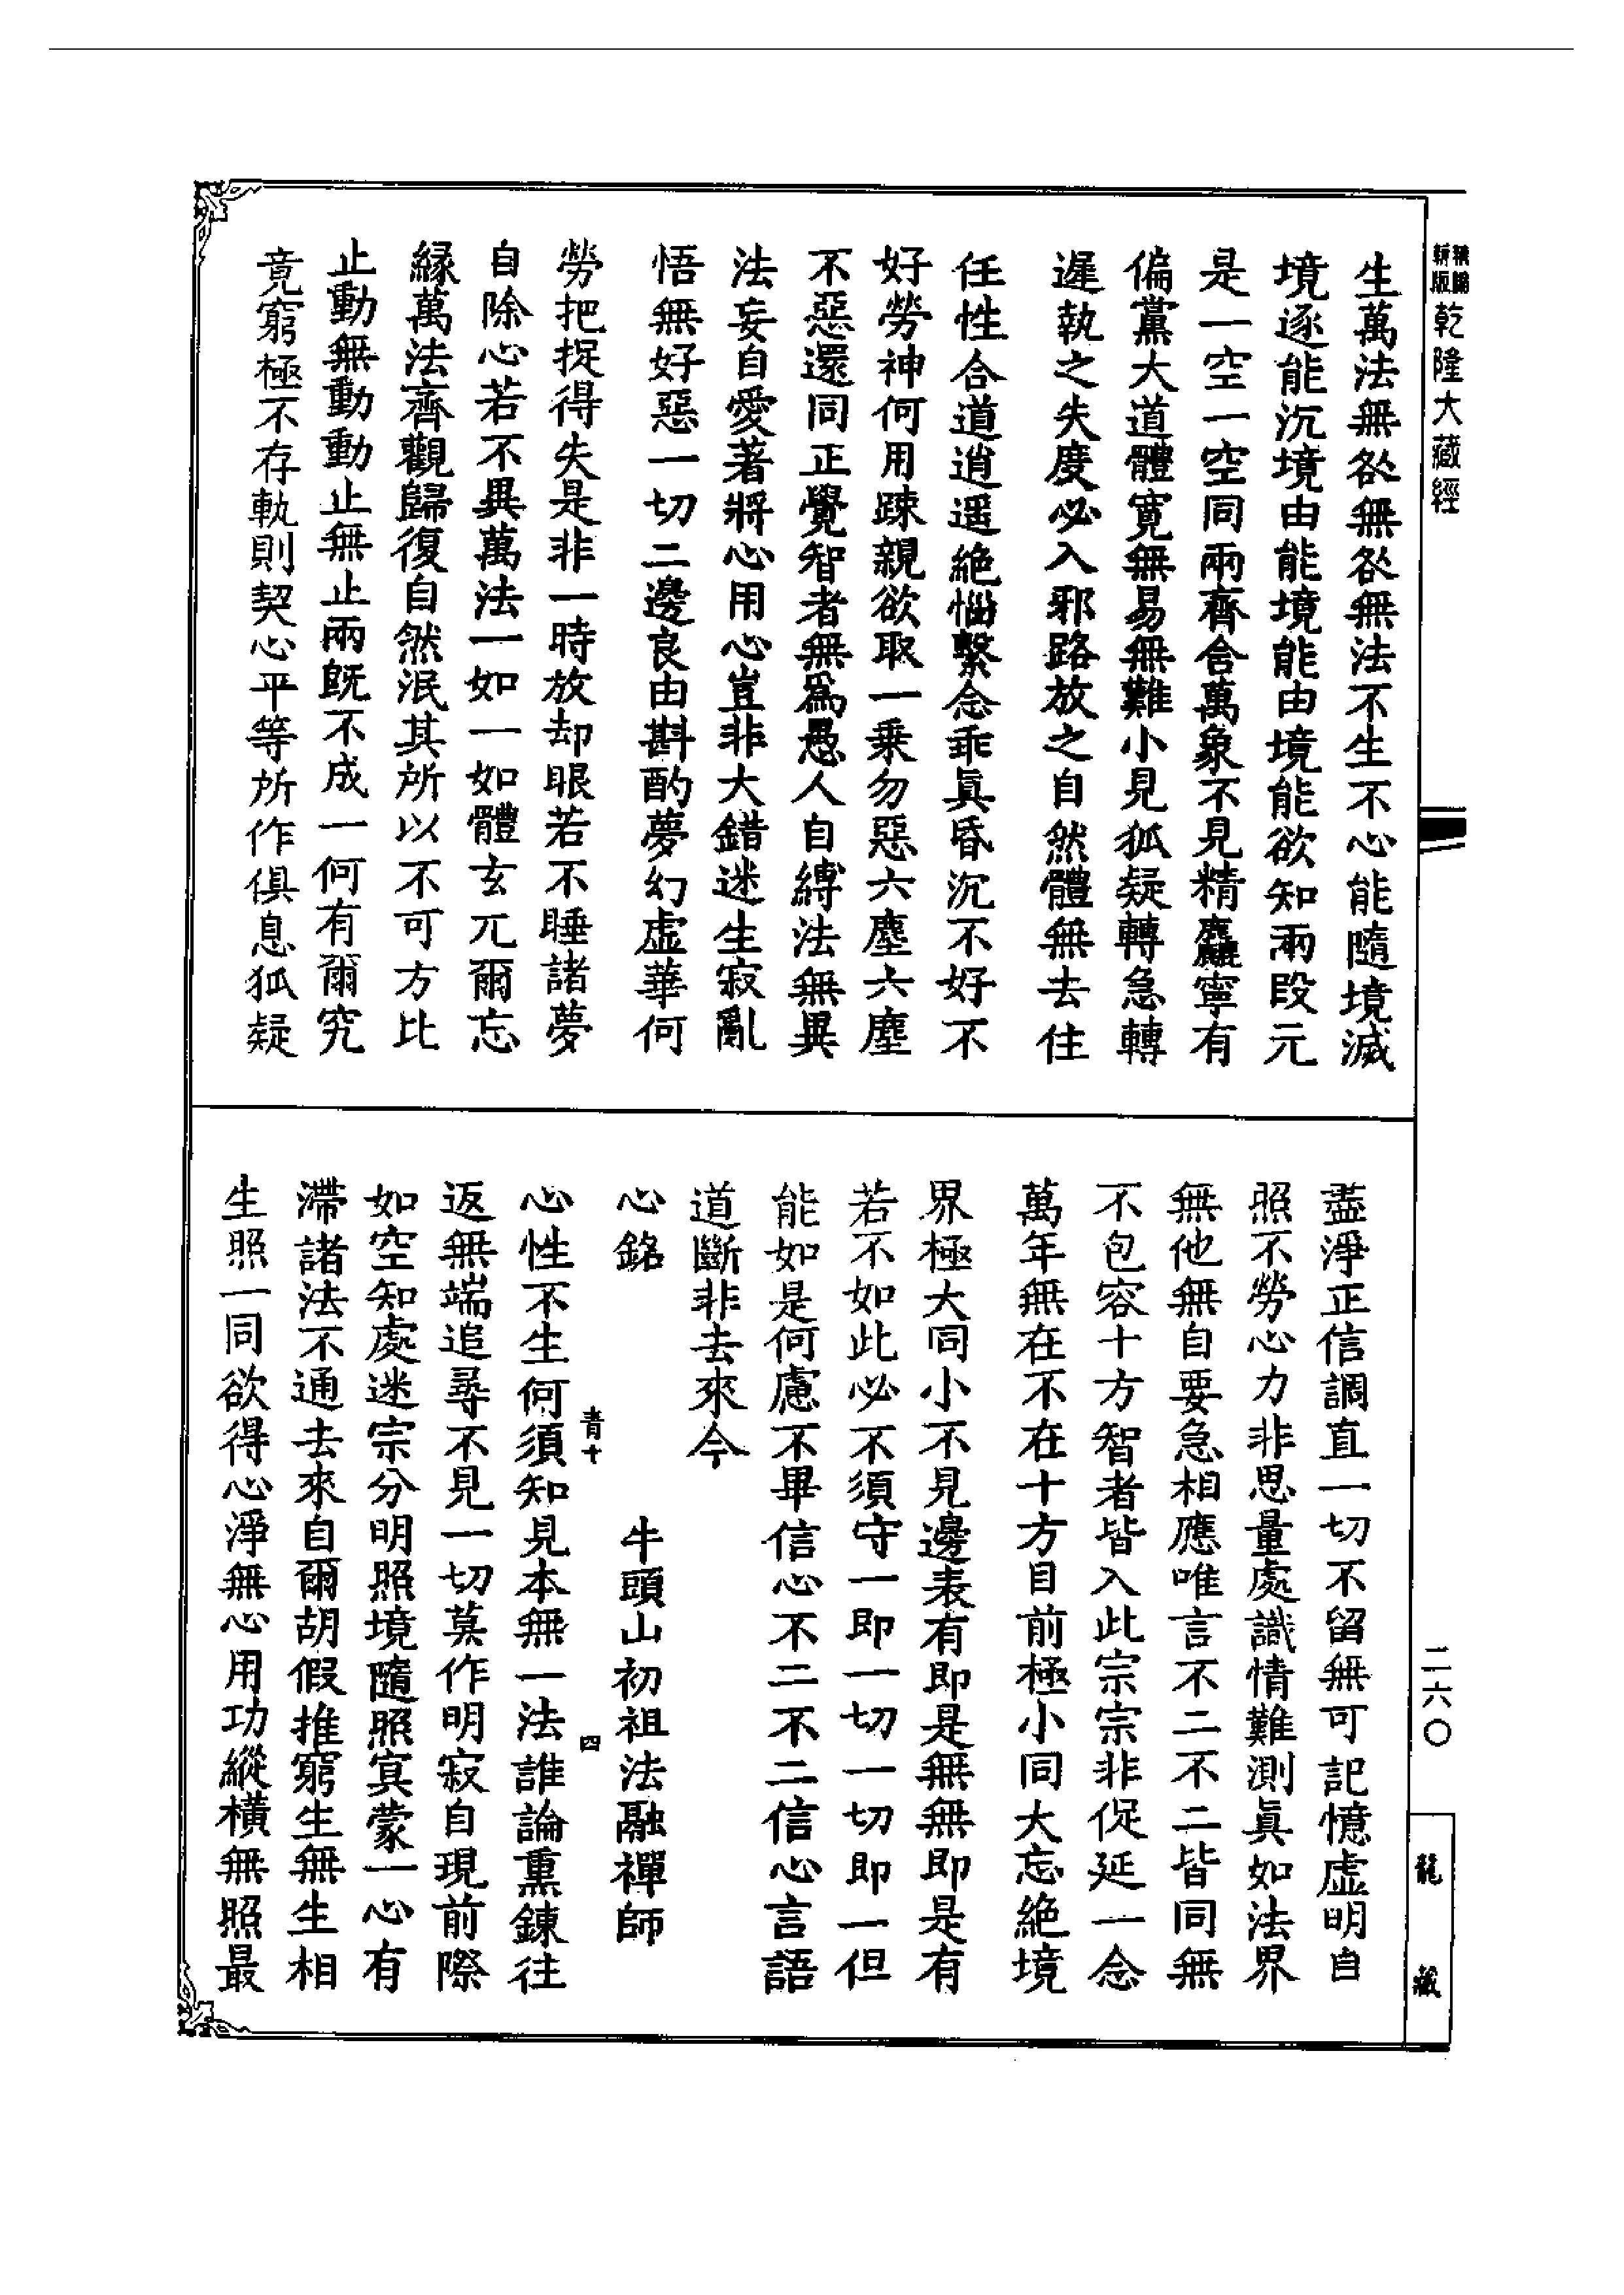 精編
新版
乾隆大藏經
生萬法無咎無咎無法不生不心能隨境滅
境逐能沉境由能境能由境能欲知兩段元
是一空一空同兩齊含萬象不見精麤寧有
偏黨大道體寬無易無難小見狐疑轉急轉
遲執之失度必入邪路放之自然體無去住
任性合道逍遥絶惱繫念乖眞昏沉不好不
好勞神何用踈親欲取一乗勿惡六塵六塵
不惡還同正覺智者無爲愚人自縛法無異
法妄自愛著將心用心豈非大錯迷生寂亂
悟無好惡一切二邊良由斟酌夢幻虛華何
勞把捉得失是非一時放却眼若不睡諸夢
自除心若不異萬法一如一如體玄兀爾忘
緣萬法齊觀歸復自然泯其所以不可方比
止動無動動止無止兩既不成一何有爾究
竟窮極不存軌則契心平等所作俱息狐疑
盡淨正信調直一切不留無可記憶虛明自
照不勞心力非思量處識情難測眞如法界
無他無自要急相應唯言不二不二皆同無
不包容十方智者皆入此宗宗非促延一念
萬年無在不在十方目前極小同大忘絶境
界極大同小不見邊表有即是無無即是有
若不如此必不須守一即一切一切即一但
能如是何慮不畢信心不二不二信心言語
道斷非去來今
心銘　　　　　牛頭山初祖法融禪師
青十　　　四
心性不生何須知見本無一法誰論熏鍊往
返無端追尋不見一切莫作明寂自現前際
如空知處迷宗分明照境隨照冥蒙一心有
滯諸法不通去來自爾胡假推窮生無生相
生照一同欲得心淨無心用功縱橫無照最
二六〇
龍藏